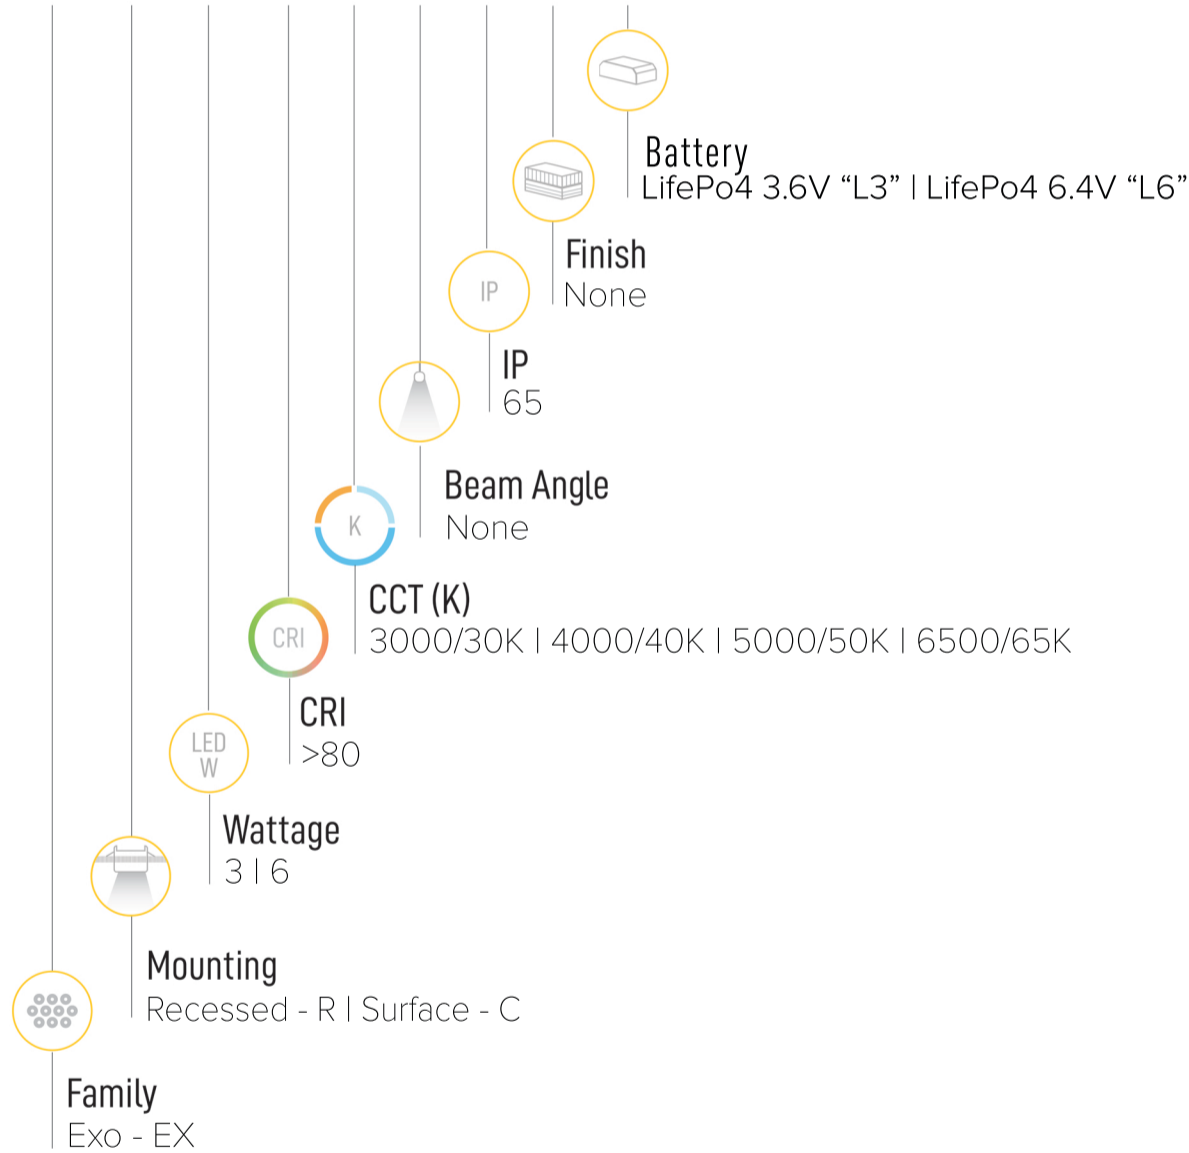 Battery
LifePo4 3.6V “L3” | LifePo4 6.4V “L6”
Finish
None
IP
IP
65
Beam Angle
None
K
CCT (K)
3000/30K | 4000/40K | 5000/50K | 6500/65K
CRI
CRI
>80
LED
W
Wattage
3 | 6
Mounting
Recessed - R | Surface - C
Family
Exo - EX